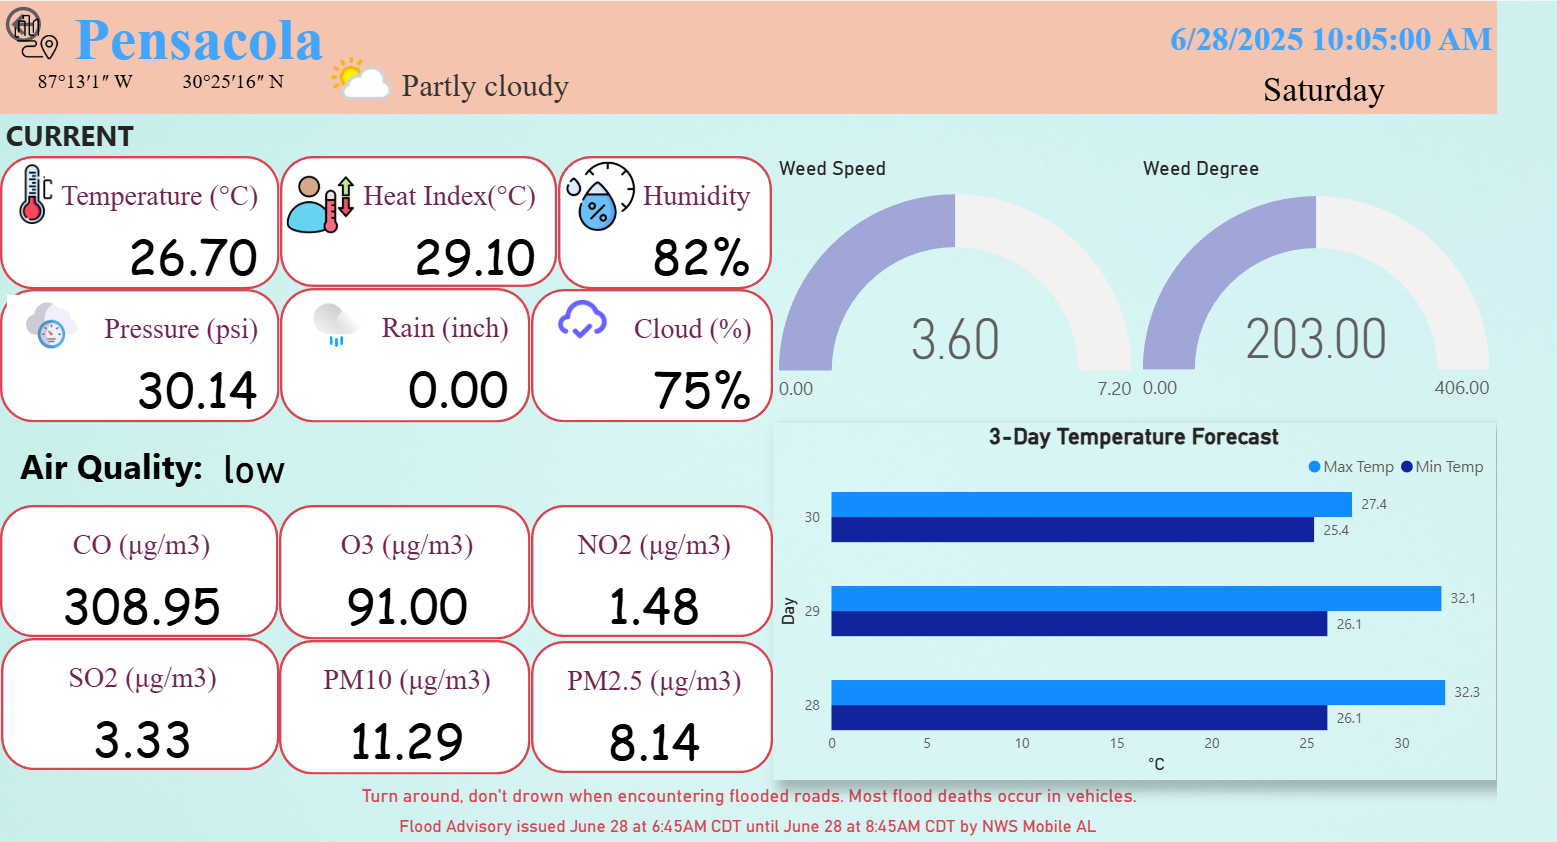 Pensacola
87°13'1" W 30°25'16" N
Partly cloudy
6/28/2025 10:05:00 AM
Saturday
CURRENT
C
Temperature (°C)
26.70
Heat Index(°C)
29.10
%
Humidity
82%
Pressure (psi)
30.14
Rain (inch)
0.00
Cloud (%)
75%
Weed Speed
3.60
0.00 7.20
Weed Degree
203.00
0.00 406.00
Air Quality: low
CO (µg/m3)
308.95
O3 (µg/m3)
91.00
NO2 (µg/m3)
1.48
SO2 (µg/m3)
3.33
PM10 (µg/m3)
11.29
PM2.5 (µg/m3)
8.14
3-Day Temperature Forecast
Max Temp Min Temp
30 27.4
25.4
Day
29 32.1
26.1
28 32.3
26.1
0 5 10 15 20 25 30
°C
Turn around, don't drown when encountering flooded roads. Most flood deaths occur in vehicles.
Flood Advisory issued June 28 at 6:45AM CDT until June 28 at 8:45AM CDT by NWS Mobile AL